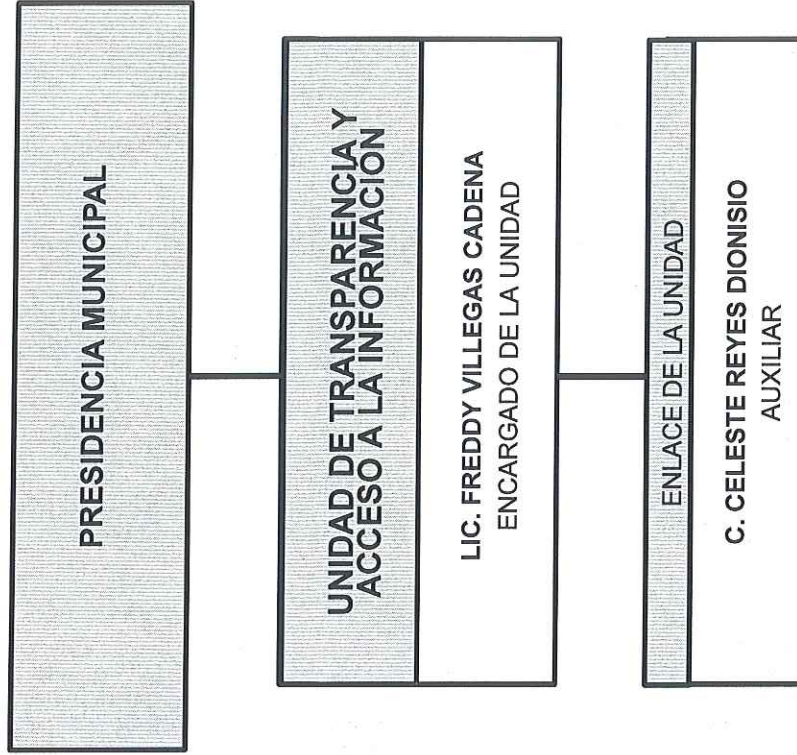 PRESIDENCIA MUNICIPAL
UNIDAD DE TRANSPARENCIA Y
ACCESO A LA INFORMACIÓN
LIC. FREDDY VILLEGAS CADENA
ENCARGADO DE LA UNIDAD
ENLACE DE LA UNIDAD
C. CELESTE REYES DIONISIO
AUXILIAR